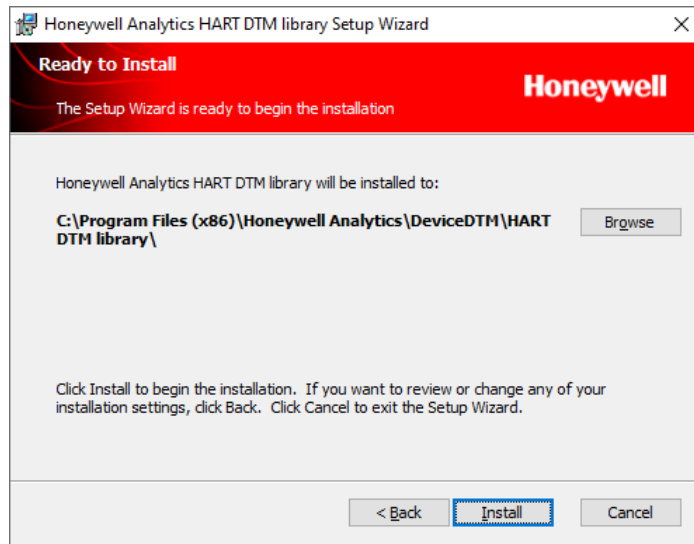 Honeywell Analytics HART DTM library Setup Wizard
Ready to Install
Honeywell
The Setup Wizard is ready to begin the installation
Honeywell Analytics HART DTM library will be installed to:
C:\Program Files (x86)\Honeywell Analytics\DeviceDTM\HART
DTM library\
Browse
Click Install to begin the installation.  If you want to review or change any of your
installation settings, click Back.  Click Cancel to exit the Setup Wizard.
< Back
Install
Cancel